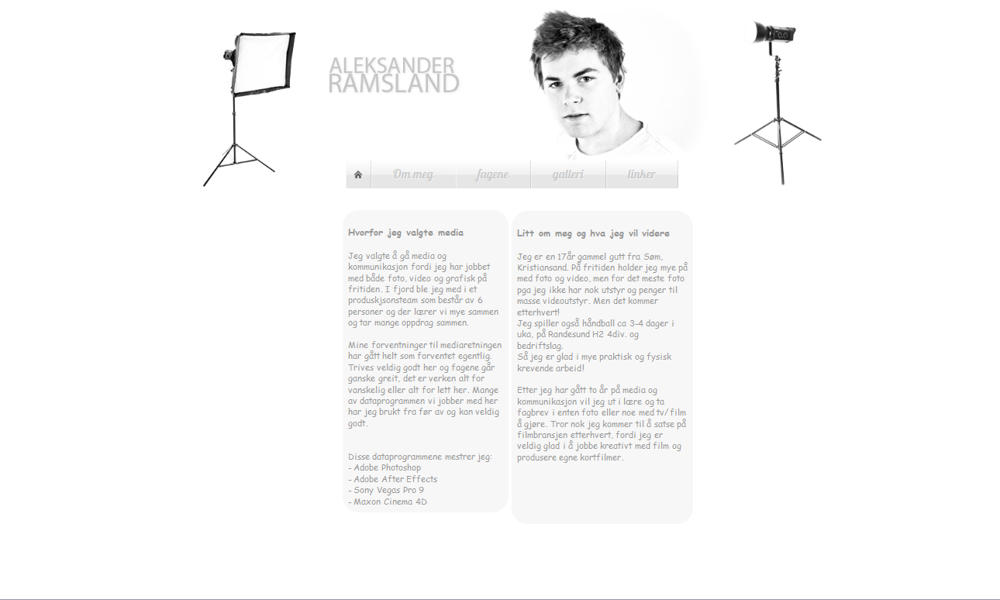 ALEKSANDER
RAMSLAND
Om meg
fagene
galleri
linker
Hvorfor jeg valgte media
Jeg valgte å gå media og
kommunikasjon fordi jeg har jobbet
med både foto, video og grafisk på
fritiden. I fjord ble jeg med i et
produskjsonsteam som består av 6
personer og der lærer vi mye sammen
og tar mange oppdrag sammen.
Mine forventninger til mediaretningen
har gått helt som forventet egentlig.
Trives veldig godt her og fagene går
ganske greit, det er verken alt for
vanskelig eller alt for lett her. Mange
av dataprogrammen vi jobber med her
har jeg brukt fra før av og kan veldig
godt.
Disse dataprogrammene mestrer jeg:
- Adobe Photoshop
- Adobe After Effects
- Sony Vegas Pro 9
- Maxon Cinema 4D
Litt om meg og hva jeg vil videre
Jeg er en 17år gammel gutt fra Søm,
Kristiansand. På fritiden holder jeg mye på
med foto og video, men for det meste foto
pga jeg ikke har nok utstyr og penger til
masse videoutstyr. Men det kommer
etterhvert!
Jeg spiller også håndball ca 3-4 dager i
uka, på Randesund H2 4div. og
bedriftslag.
Så jeg er glad i mye praktisk og fysisk
krevende arbeid!
Etter jeg har gått to år på media og
kommunikasjon vil jeg ut i lære og ta
fagbrev i enten foto eller noe med tv/film
å gjøre. Tror nok jeg kommer til å satse på
filmbransjen etterhvert, fordi jeg er
veldig glad i å jobbe kreativt med film og
produsere egne kortfilmer.